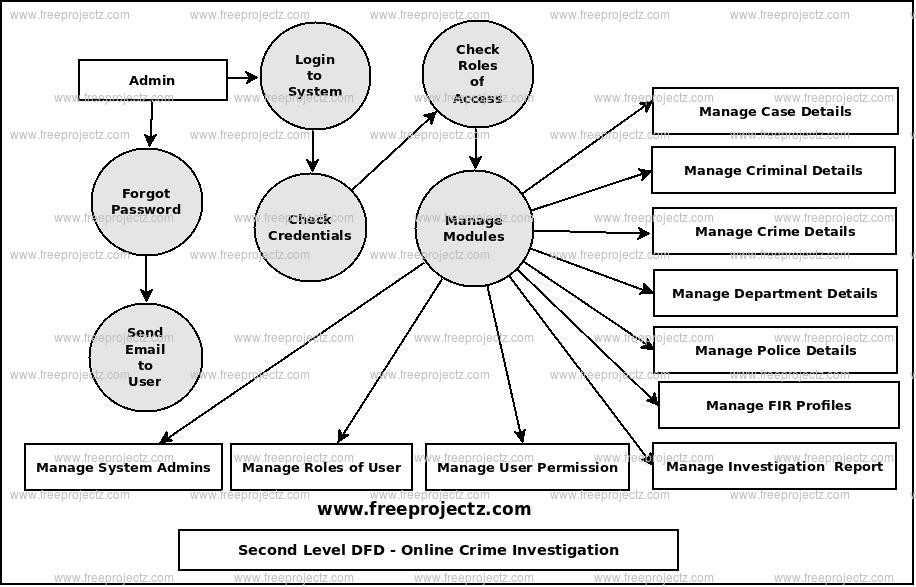 Admin
Login
to
System
Check
Roles
of
Access
Forgot
Password
Check
Credentials
Manage
Modules
Send
Email
to
User
Manage Case Details
Manage Criminal Details
Manage Crime Details
Manage Department Details
Manage Police Details
Manage FIR Profiles
Manage Investigation  Report
Manage System Admins
Manage Roles of User
Manage User Permission
www.freeprojectz.com
Second Level DFD - Online Crime Investigation